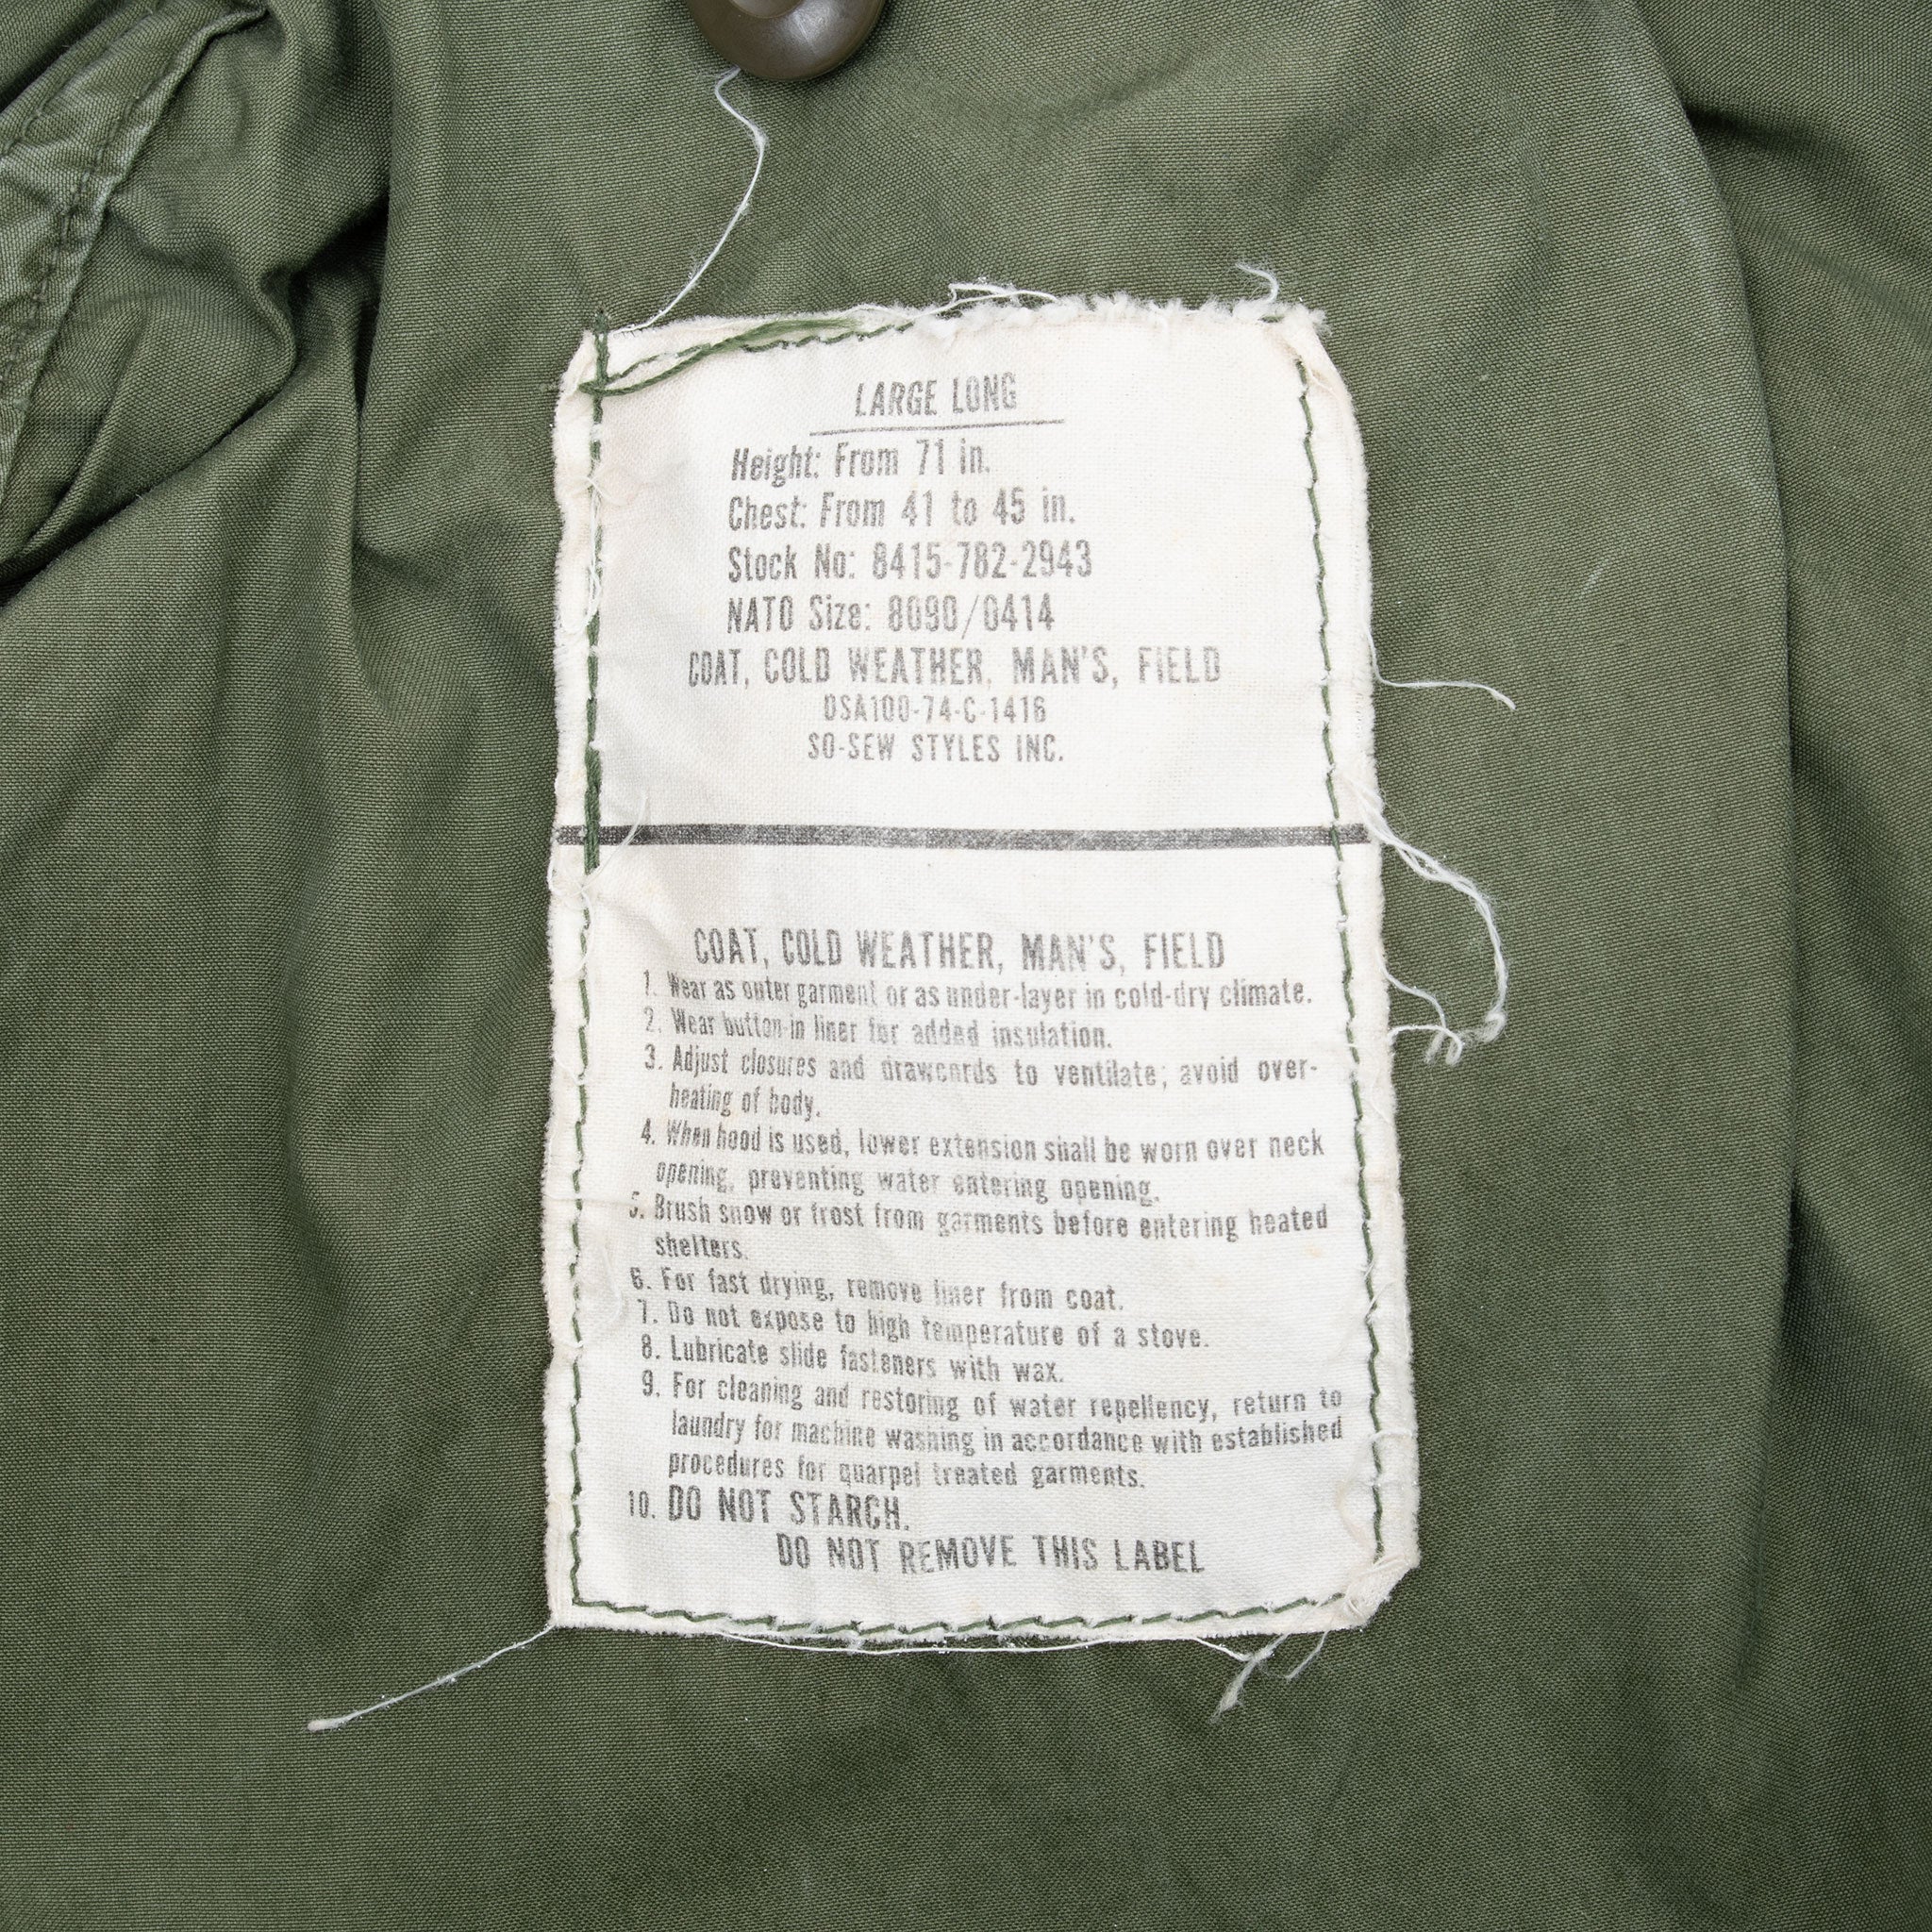 LARGE LONG
Height: From 71 in.
Chest: From 41 to 45 in.
Stock No: 8415-782-2943
NATO Size: 8090/0414
COAT, COLD WEATHER, MAN'S, FIELD
DSA100-74-C-1416
SO-SEW STYLES INC.
COAT, COLD WEATHER, MAN'S, FIELD
1. Wear as outer garment or as under-layer in cold-dry climate.
2. Wear button-in liner for added insulation.
3. Adjust closures and drawcords to ventilate; avoid over-
heating of body.
4. When hood is used, lower extension shall be worn over neck
opening, preventing water entering opening.
5. Brush snow or frost from garments before entering heated
shelters.
6. For fast drying, remove liner from coat.
7. Do not expose to high temperature of a stove.
8. Lubricate slide fasteners with wax.
9. For cleaning and restoring of water repellency, return to
laundry for machine washing in accordance with established
procedures for quarpel treated garments.
10. DO NOT STARCH.
DO NOT REMOVE THIS LABEL